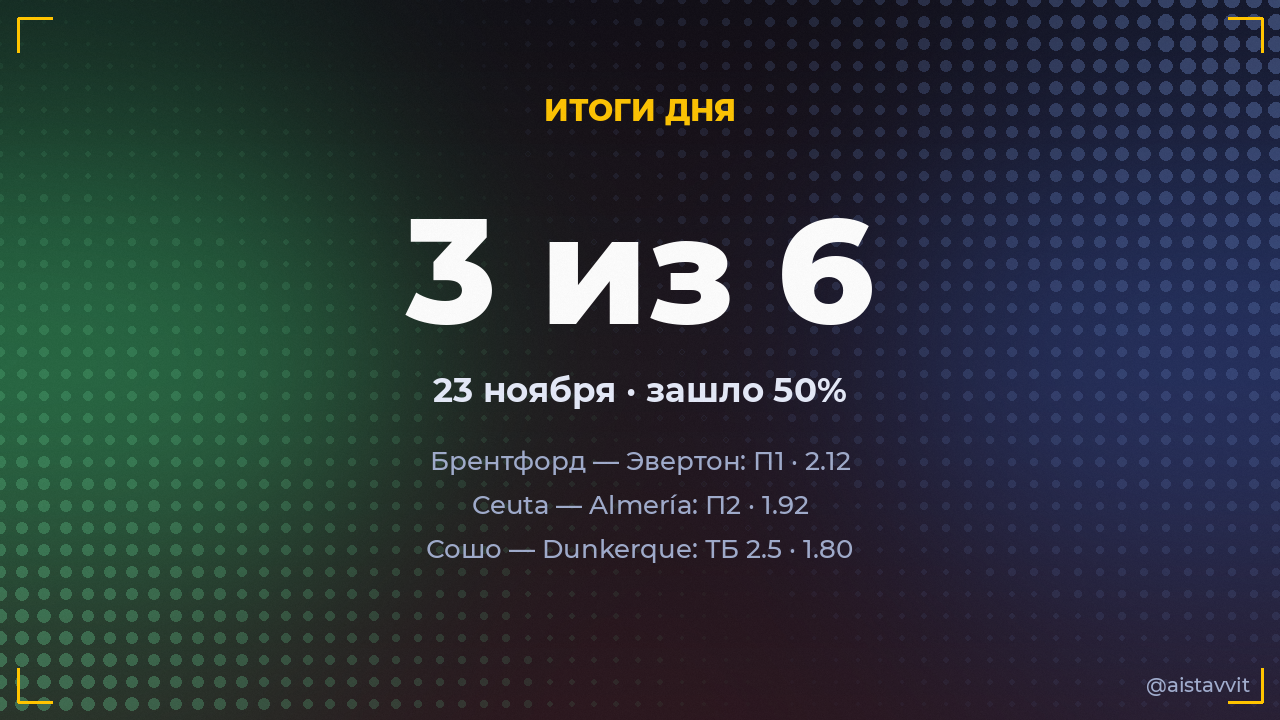 ИТОГИ ДНЯ
3 из 6
23 ноября · зашло 50%
Брентфорд — Эвертон: П1 · 2.12
Ceuta — Almería: П2 · 1.92
Сошо — Dunkerque: ТБ 2.5 · 1.80
@aistavvit